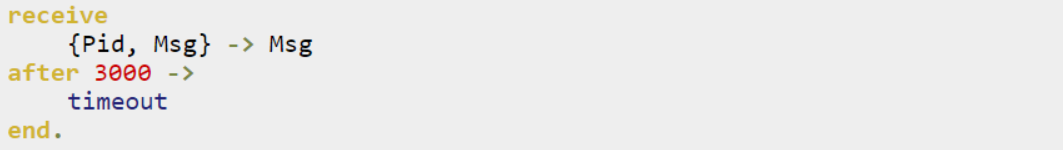 receive
    {Pid, Msg} -> Msg
after 3000 ->
    timeout
end.